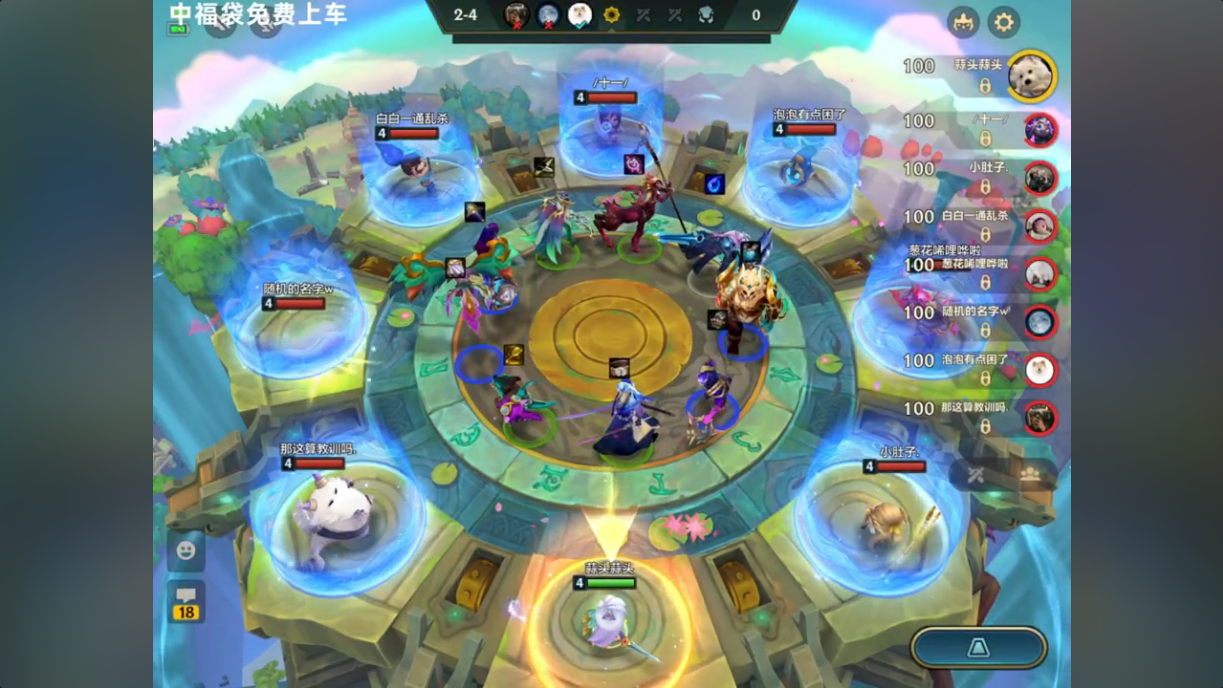 中福袋免费上车
2-4
0
/十一/
4
白白一通乱杀
4
泡泡有点困了
4
100 蒜头蒜头
100 /十一/
100 小肚子.
100 白白一通乱杀
葱花唏哩哗啦
100 葱花唏哩哗啦
100 随机的名字w
100 泡泡有点困了
100 那这算教训吗.
随机的名字w
4
那这算教训吗.
4
小肚子.
4
蒜头蒜头
4
18